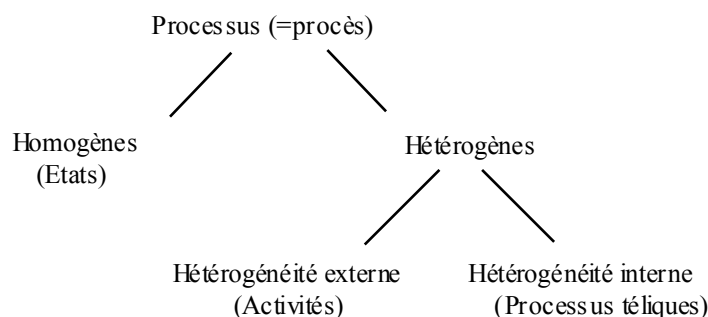 Processus (=procès)
Homogènes
(Etats)
Hétérogènes
Hétérogénéité externe
(Activités)
Hétérogénéité interne
(Processus téliques)